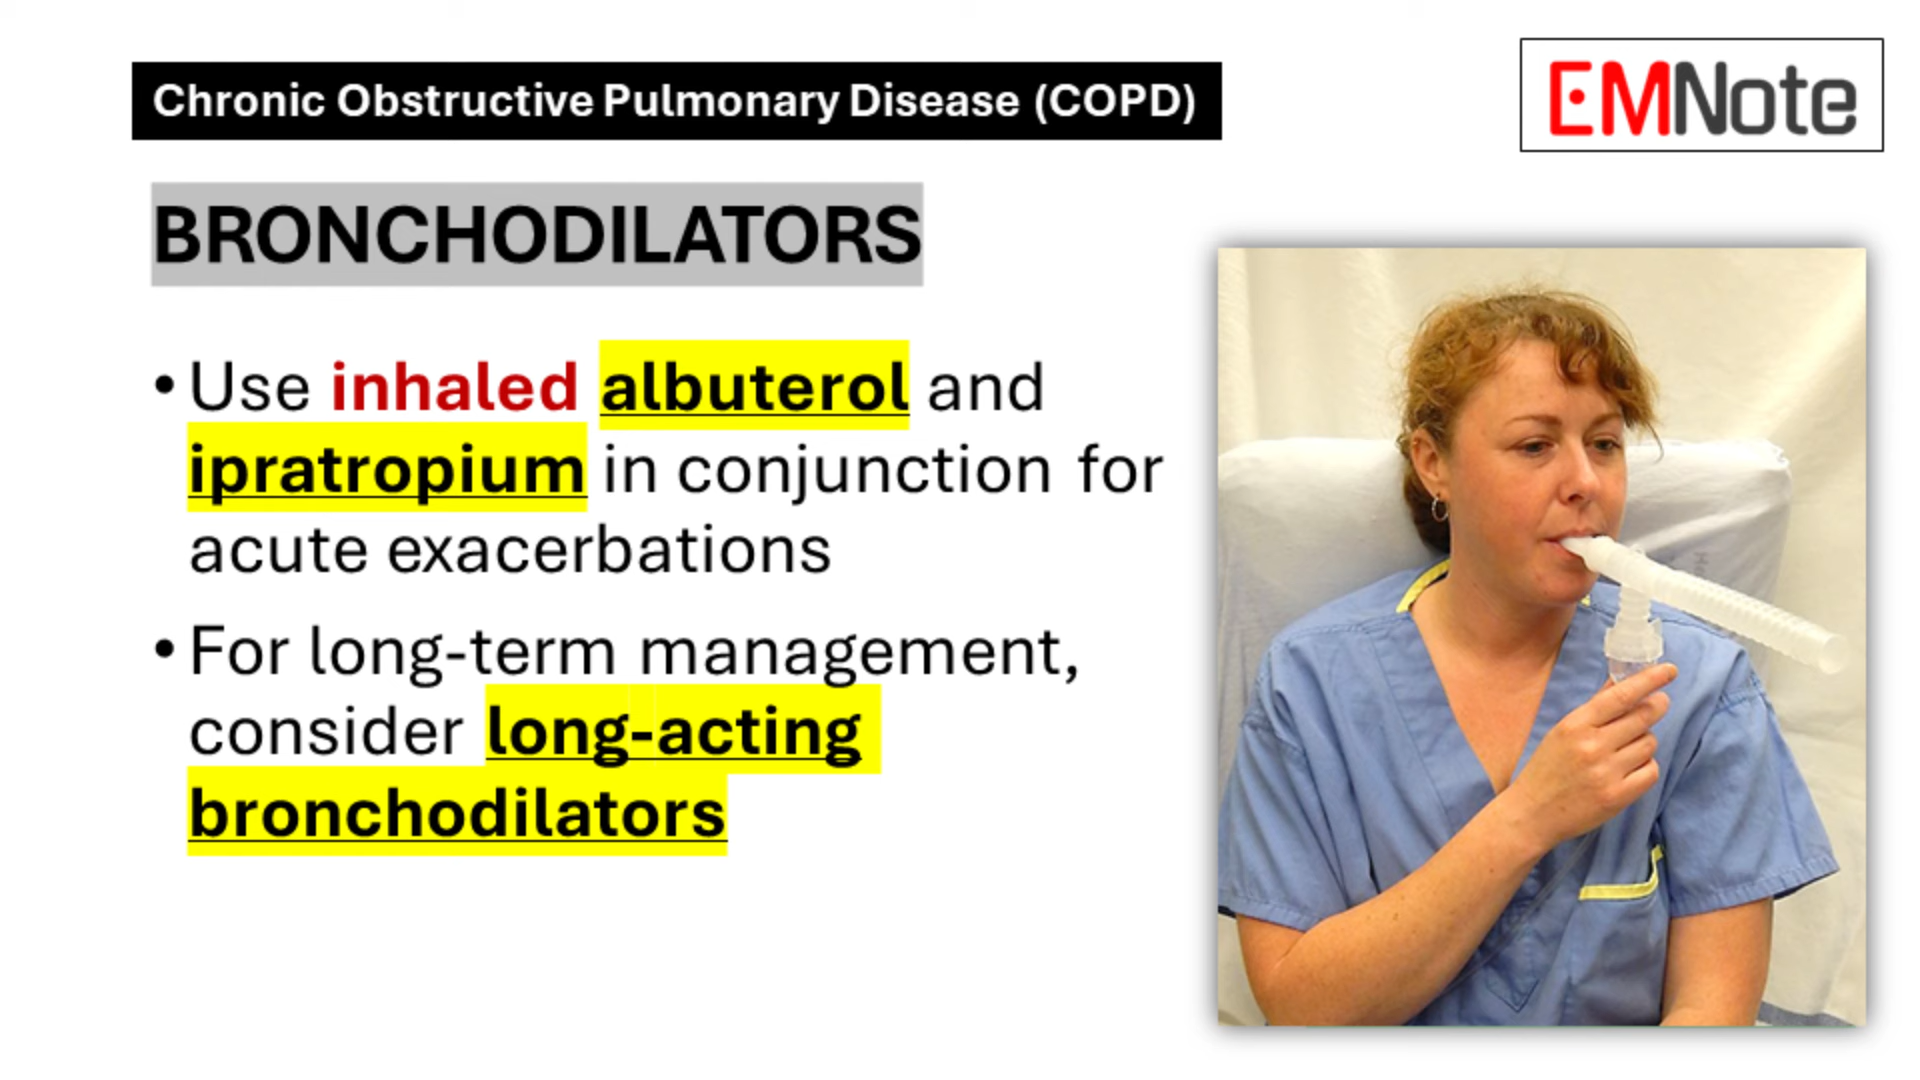 Chronic Obstructive Pulmonary Disease (COPD)
EMNote
BRONCHODILATORS
• Use inhaled albuterol and
ipratropium in conjunction for
acute exacerbations
• For long-term management,
consider long-acting
bronchodilators